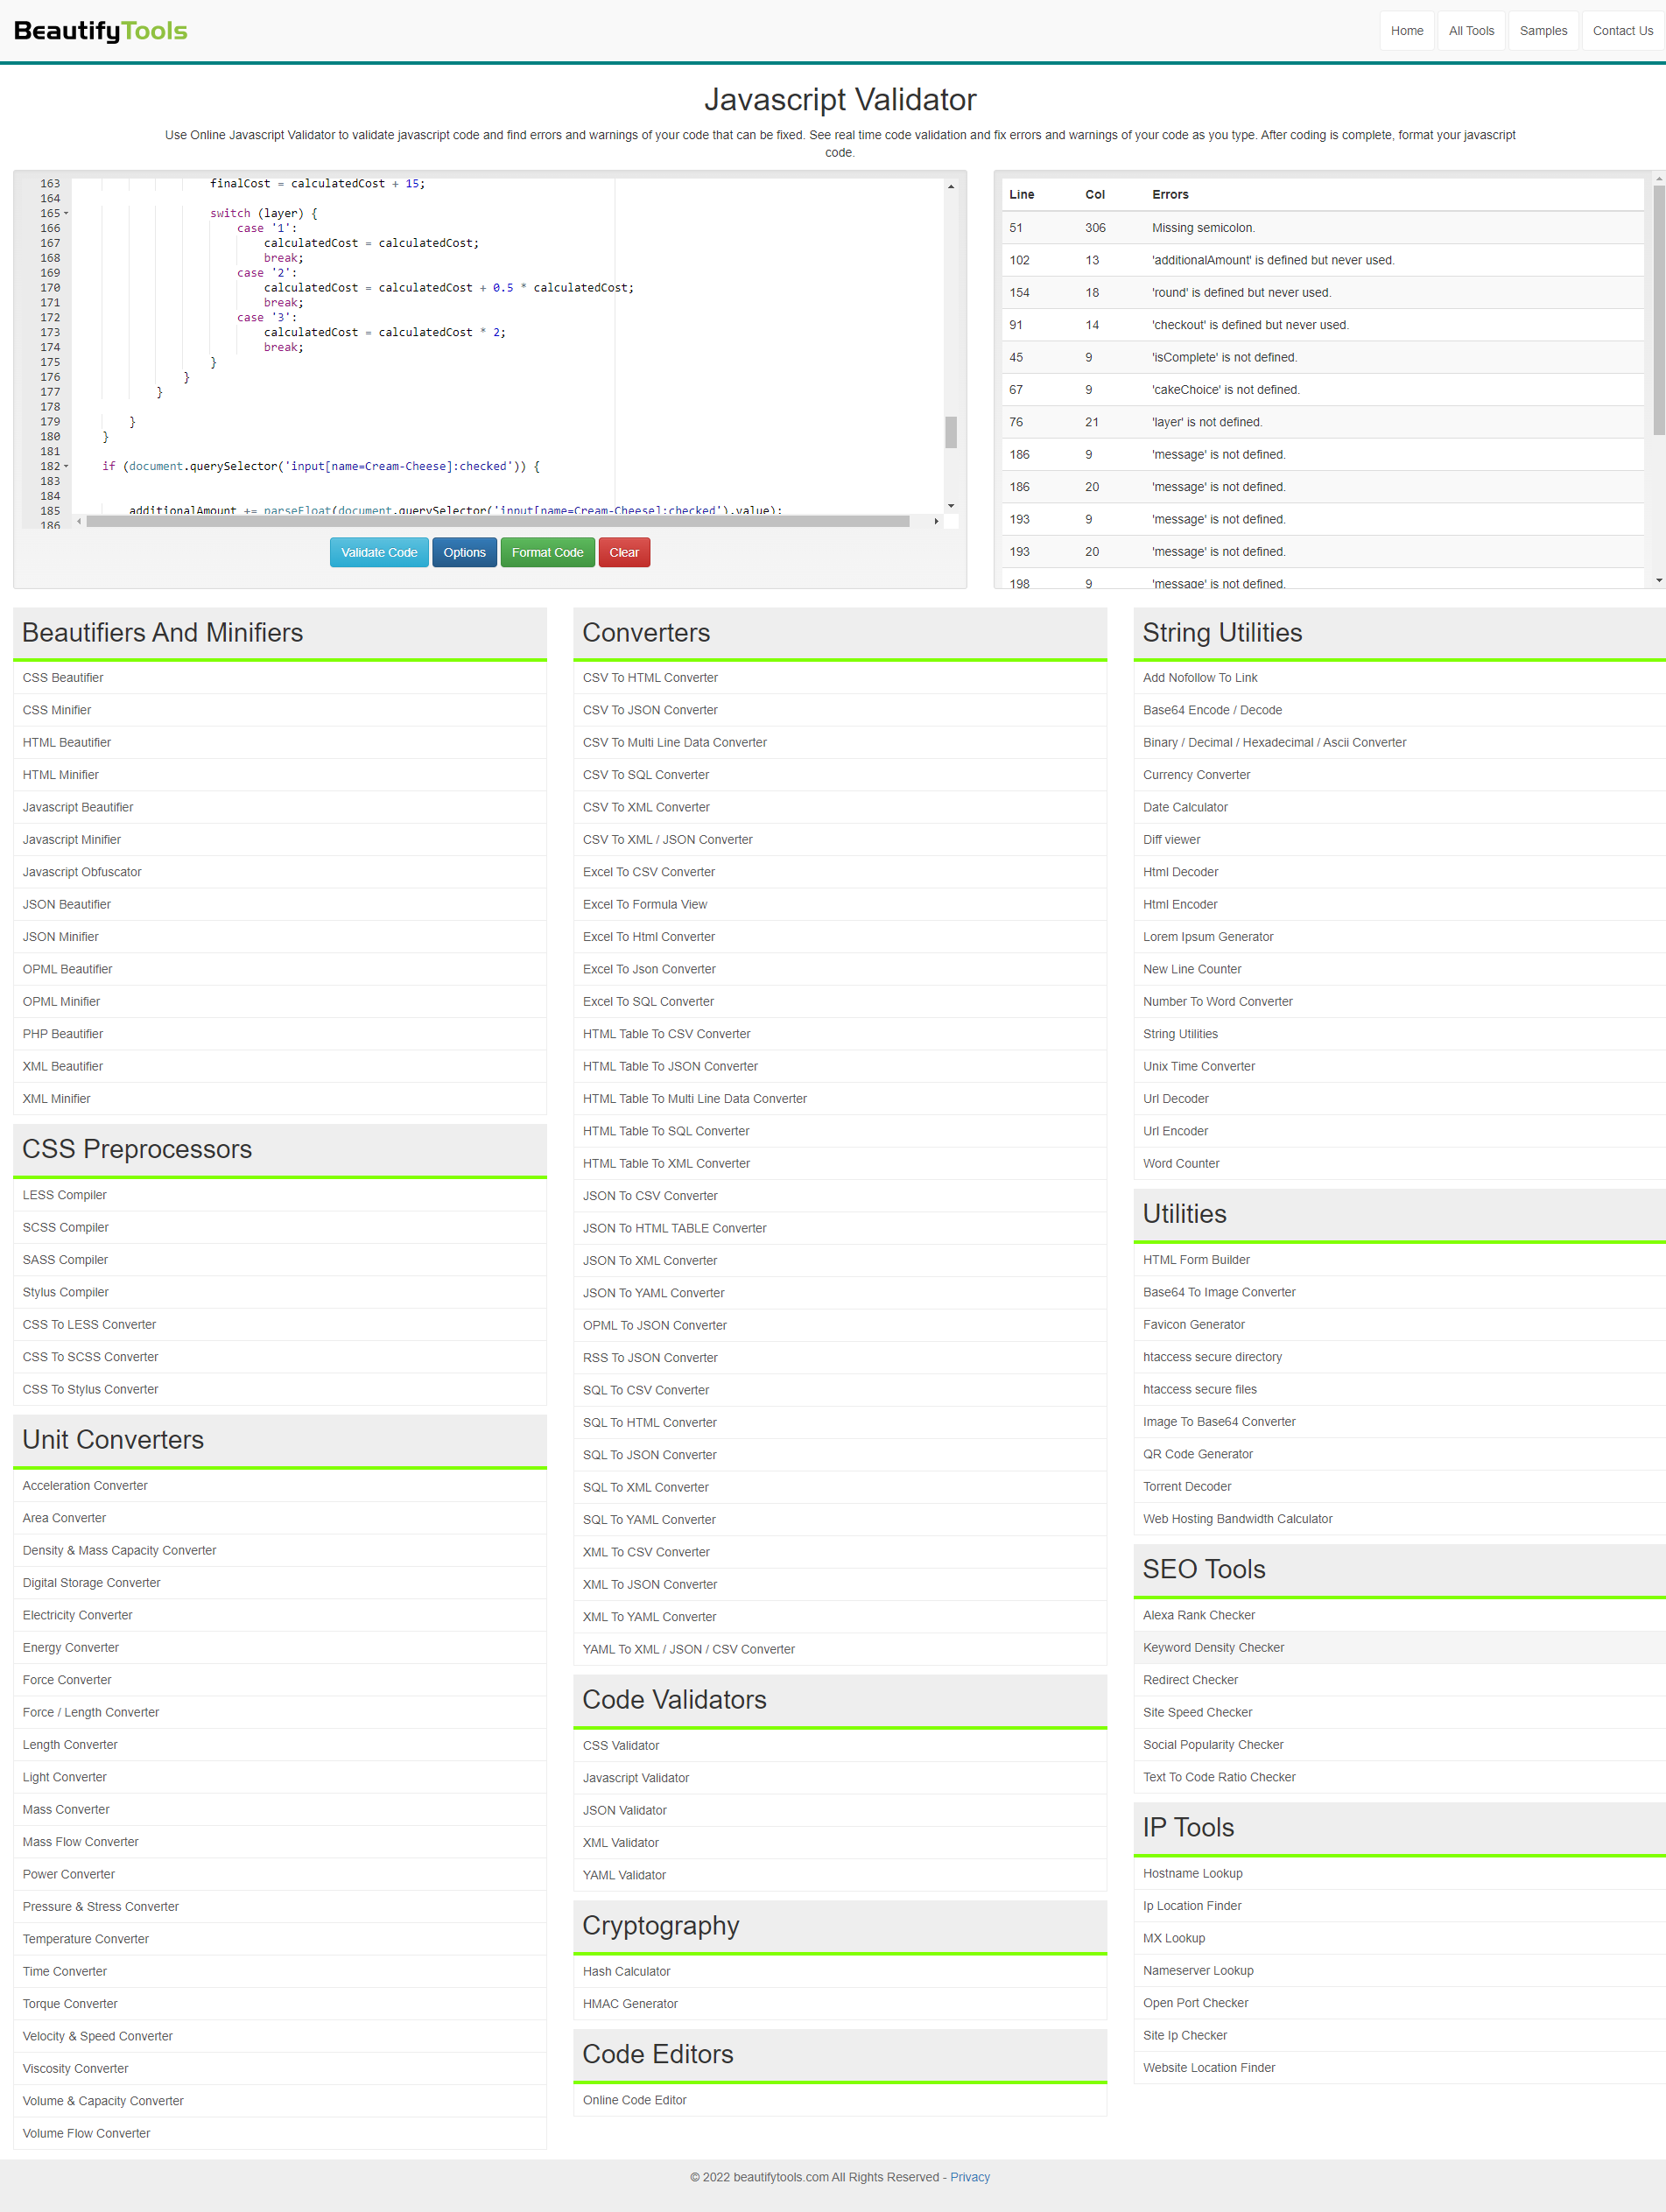 BeautifyTools
Home
All Tools
Samples
Contact Us
Javascript Validator
Use Online Javascript Validator to validate javascript code and find errors and warnings of your code that can be fixed. See real time code validation and fix errors and warnings of your code as you type. After coding is complete, format your javascript
code.
163 finalCost = calculatedCost + 15;
164
165 switch (layer) {
166 case '1':
167 calculatedCost = calculatedCost;
168 break;
169 case '2':
170 calculatedCost = calculatedCost + 0.5 * calculatedCost;
171 break;
172 case '3':
173 calculatedCost = calculatedCost * 2;
174 break;
175 }
176 }
177 }
178
179 }
180 }
181
182 if (document.querySelector('input[name=Cream-Cheese]:checked')) {
183
184
185 additionalAmount += parseFloat(document.querySelector('input[name=Cream-Cheese]:checked').value);
186
Validate Code
Options
Format Code
Clear
Line Col Errors
51 306 Missing semicolon.
102 13 'additionalAmount' is defined but never used.
154 18 'round' is defined but never used.
91 14 'checkout' is defined but never used.
45 9 'isComplete' is not defined.
67 9 'cakeChoice' is not defined.
76 21 'layer' is not defined.
186 9 'message' is not defined.
186 20 'message' is not defined.
193 9 'message' is not defined.
193 20 'message' is not defined.
198 9 'message' is not defined.
Beautifiers And Minifiers
CSS Beautifier
CSS Minifier
HTML Beautifier
HTML Minifier
Javascript Beautifier
Javascript Minifier
Javascript Obfuscator
JSON Beautifier
JSON Minifier
OPML Beautifier
OPML Minifier
PHP Beautifier
XML Beautifier
XML Minifier
CSS Preprocessors
LESS Compiler
SCSS Compiler
SASS Compiler
Stylus Compiler
CSS To LESS Converter
CSS To SCSS Converter
CSS To Stylus Converter
Unit Converters
Acceleration Converter
Area Converter
Density & Mass Capacity Converter
Digital Storage Converter
Electricity Converter
Energy Converter
Force Converter
Force / Length Converter
Length Converter
Light Converter
Mass Converter
Mass Flow Converter
Power Converter
Pressure & Stress Converter
Temperature Converter
Time Converter
Torque Converter
Velocity & Speed Converter
Viscosity Converter
Volume & Capacity Converter
Volume Flow Converter
Converters
CSV To HTML Converter
CSV To JSON Converter
CSV To Multi Line Data Converter
CSV To SQL Converter
CSV To XML Converter
CSV To XML / JSON Converter
Excel To CSV Converter
Excel To Formula View
Excel To Html Converter
Excel To Json Converter
Excel To SQL Converter
HTML Table To CSV Converter
HTML Table To JSON Converter
HTML Table To Multi Line Data Converter
HTML Table To SQL Converter
HTML Table To XML Converter
JSON To CSV Converter
JSON To HTML TABLE Converter
JSON To XML Converter
JSON To YAML Converter
OPML To JSON Converter
RSS To JSON Converter
SQL To CSV Converter
SQL To HTML Converter
SQL To JSON Converter
SQL To XML Converter
SQL To YAML Converter
XML To CSV Converter
XML To JSON Converter
XML To YAML Converter
YAML To XML / JSON / CSV Converter
Code Validators
CSS Validator
Javascript Validator
JSON Validator
XML Validator
YAML Validator
Cryptography
Hash Calculator
HMAC Generator
Code Editors
Online Code Editor
String Utilities
Add Nofollow To Link
Base64 Encode / Decode
Binary / Decimal / Hexadecimal / Ascii Converter
Currency Converter
Date Calculator
Diff viewer
Html Decoder
Html Encoder
Lorem Ipsum Generator
New Line Counter
Number To Word Converter
String Utilities
Unix Time Converter
Url Decoder
Url Encoder
Word Counter
Utilities
HTML Form Builder
Base64 To Image Converter
Favicon Generator
htaccess secure directory
htaccess secure files
Image To Base64 Converter
QR Code Generator
Torrent Decoder
Web Hosting Bandwidth Calculator
SEO Tools
Alexa Rank Checker
Keyword Density Checker
Redirect Checker
Site Speed Checker
Social Popularity Checker
Text To Code Ratio Checker
IP Tools
Hostname Lookup
Ip Location Finder
MX Lookup
Nameserver Lookup
Open Port Checker
Site Ip Checker
Website Location Finder
© 2022 beautifytools.com All Rights Reserved - Privacy